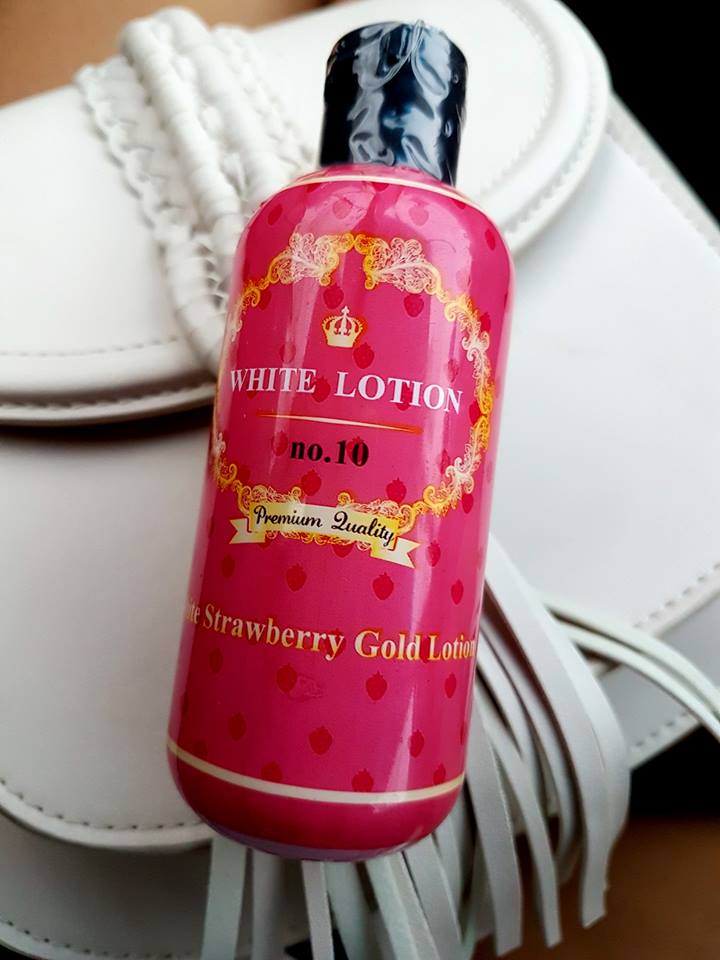 WHITE LOTION
no.10
Premium Quality
Strawberry Gold Lotion